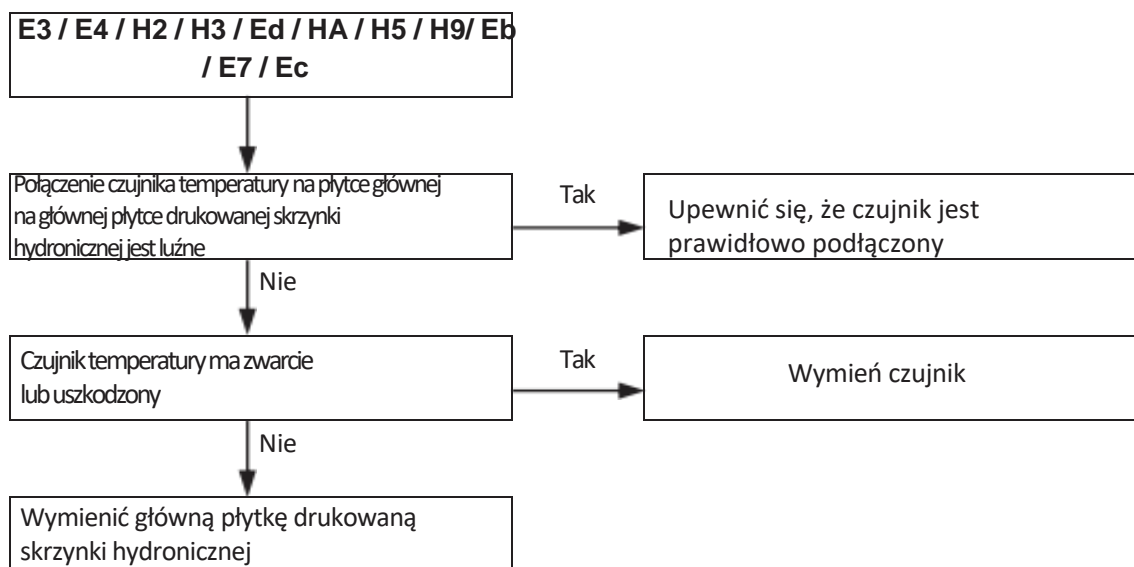 E3 / E4 / H2 / H3 / Ed / HA / H5 / H9/ Eb
/ E7 / Ec
Połączenie czujnika temperatury na płytce głównej
na głównej płytce drukowanej skrzynki
hydronicznej jest luźne
Tak
Upewnić się, że czujnik jest
prawidłowo podłączony
Nie
Czujnik temperatury ma zwarcie
lub uszkodzony
Tak
Wymień czujnik
Nie
Wymienić główną płytkę drukowaną
skrzynki hydronicznej